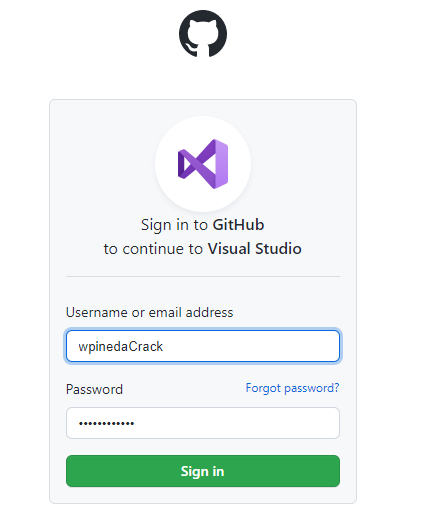 Sign in to GitHub
to continue to Visual Studio
Username or email address
wpinedaCrack
Password Forgot password?
••••••••••••
Sign in